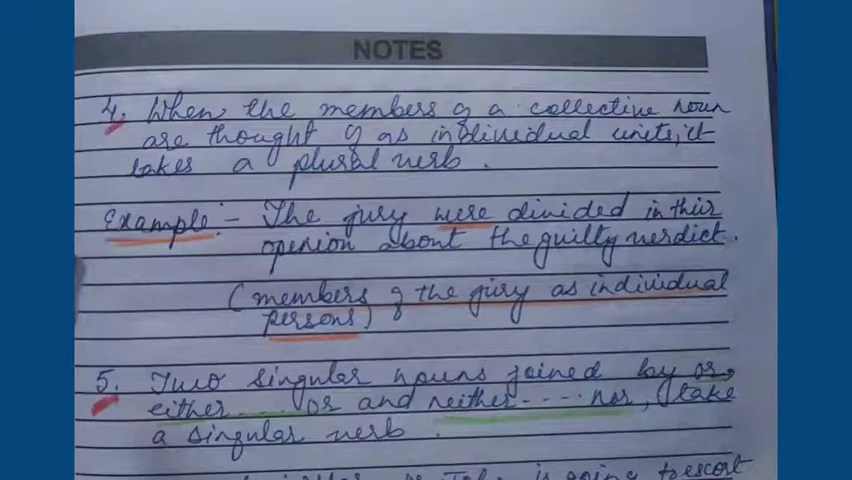 NOTES
4. When the members of a collective noun
are thought of as individual units, it
takes a plural verb.
Example:- The jury were divided in their
openion about the guilty verdict.
(members of the jury as individual
persons)
5. Two singular nouns joined by or,
either.... or and neither.... nor, take
a singular verb.
is going to escort